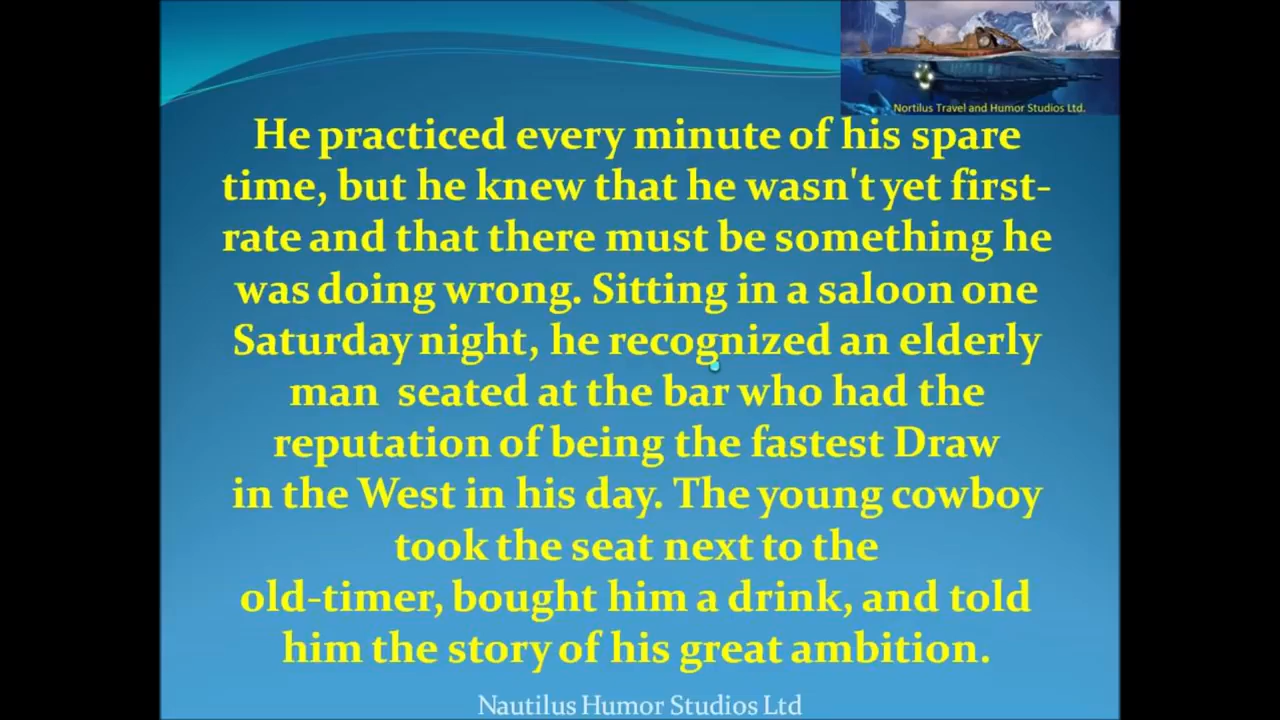 Nortilus Travel and Humor Studios Ltd.
He practiced every minute of his spare
time, but he knew that he wasn't yet first-
rate and that there must be something he
was doing wrong. Sitting in a saloon one
Saturday night, he recognized an elderly
man  seated at the bar who had the
reputation of being the fastest Draw
in the West in his day. The young cowboy
took the seat next to the
old-timer, bought him a drink, and told
him the story of his great ambition.
Nautilus Humor Studios Ltd